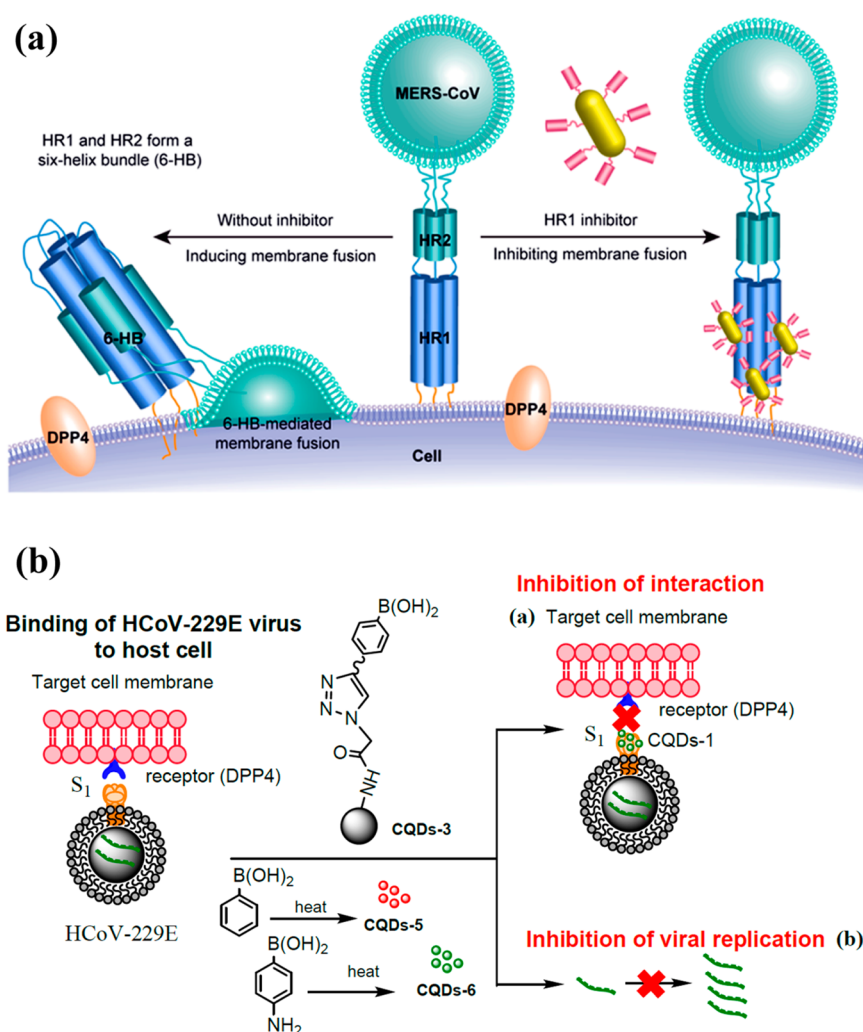 (a)
MERS-CoV
HR1 and HR2 form a
six-helix bundle (6-HB)
Without inhibitor
Inducing membrane fusion
HR2
HR1 inhibitor
Inhibiting membrane fusion
6-HB
HR1
DPP4
6-HB-mediated
membrane fusion
DPP4
Cell
(b)
Binding of HCoV-229E virus
to host cell
Target cell membrane
S1
receptor (DPP4)
HCoV-229E
B(OH)2
N
N
N
O
NH
CQDs-3
B(OH)2
heat
CQDs-5
B(OH)2
heat
CQDs-6
NH2
Inhibition of interaction
(a) Target cell membrane
receptor (DPP4)
S1
CQDs-1
Inhibition of viral replication (b)